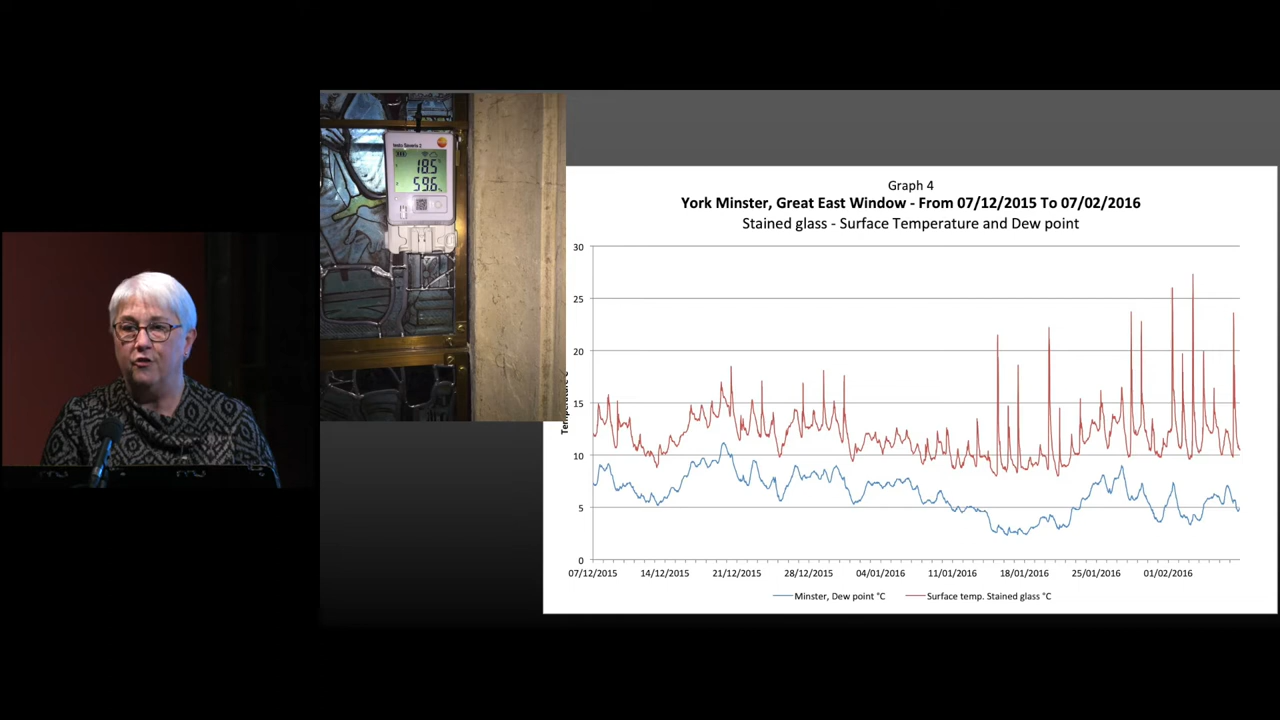 testo Saveris 2
18.5
59.6 %
Graph 4
York Minster, Great East Window - From 07/12/2015 To 07/02/2016
Stained glass - Surface Temperature and Dew point
30
25
20
15
10
5
0
07/12/2015 14/12/2015 21/12/2015 28/12/2015 04/01/2016 11/01/2016 18/01/2016 25/01/2016 01/02/2016
Minster, Dew point °C Surface temp. Stained glass °C